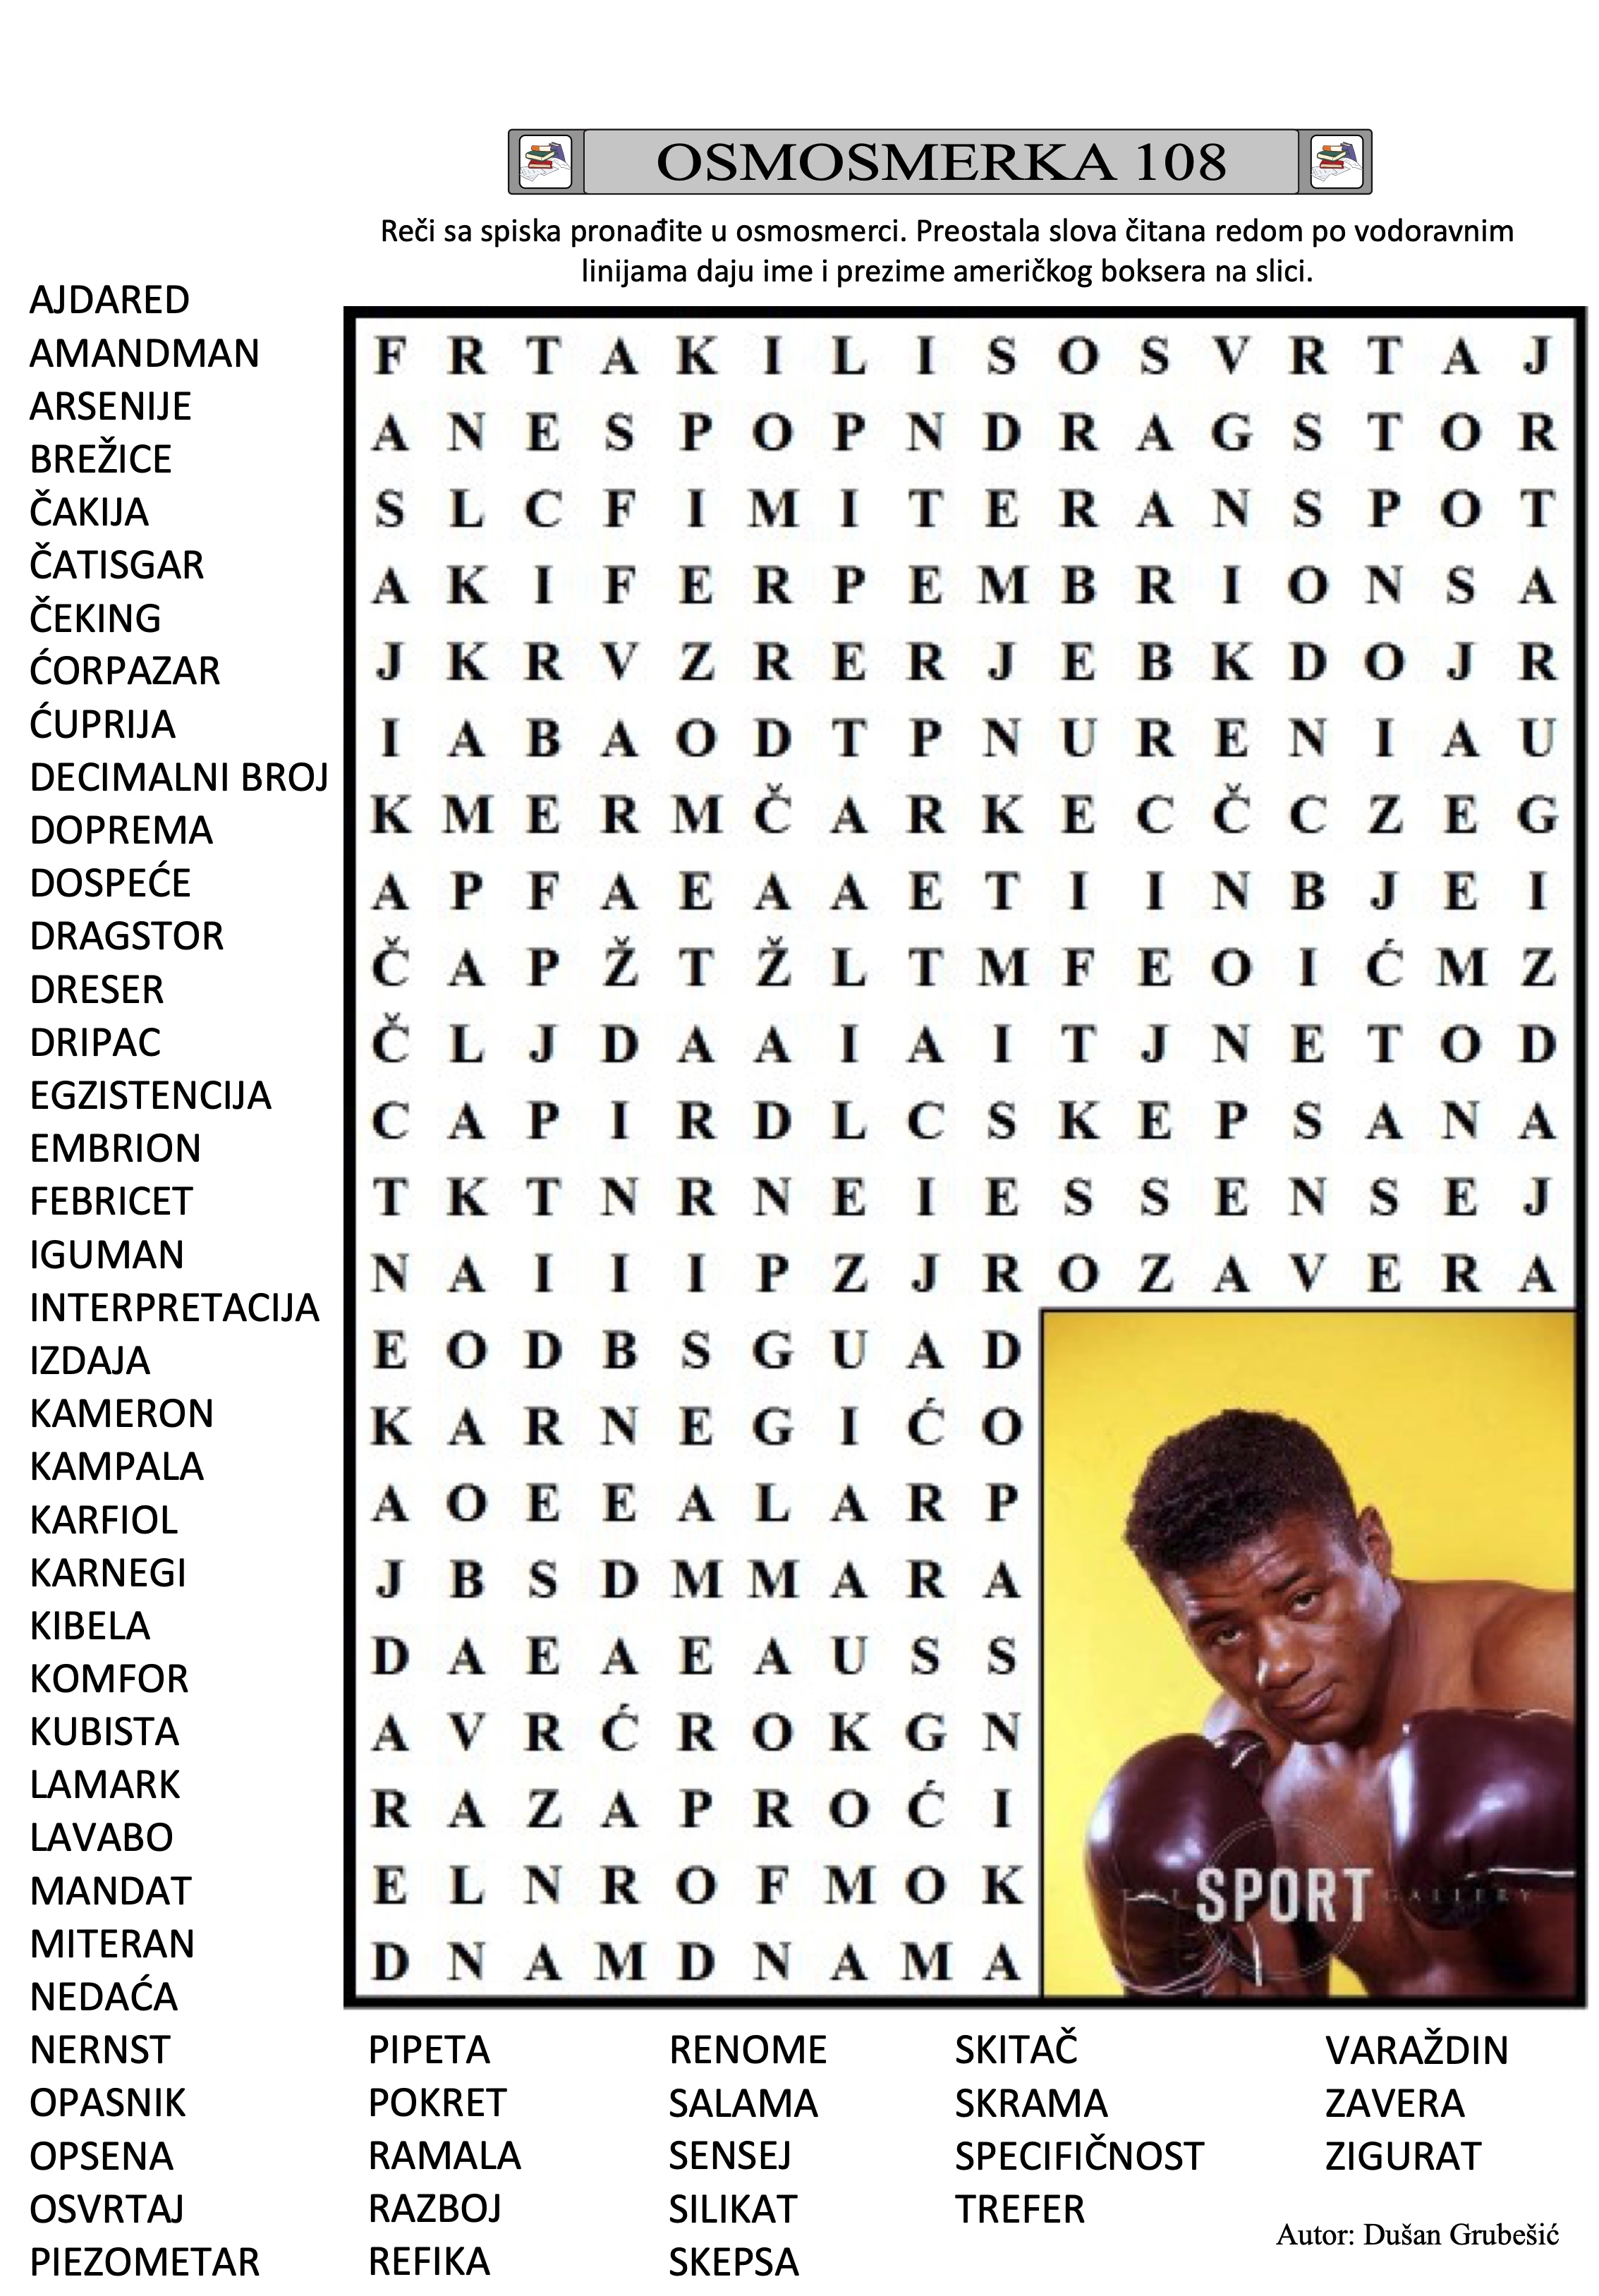 OSMOSMERKA 108
Reči sa spiska pronađite u osmosmerci. Preostala slova čitana redom po vodoravnim
linijama daju ime i prezime američkog boksera na slici.
AJDARED
AMANDMAN
ARSENIJE
BREŽICE
ČAKIJA
ČATISGAR
ČEKING
ĆORPAZAR
ĆUPRIJA
DECIMALNI BROJ
DOPREMA
DOSPEĆE
DRAGSTOR
DRESER
DRIPAC
EGZISTENCIJA
EMBRION
FEBRICET
IGUMAN
INTERPRETACIJA
IZDAJA
KAMERON
KAMPALA
KARFIOL
KARNEGI
KIBELA
KOMFOR
KUBISTA
LAMARK
LAVABO
MANDAT
MITERAN
NEDAĆA
NERNST
OPASNIK
OPSENA
OSVRTAJ
PIEZOMETAR
F R T A K I L I S O S V R T A J
A N E S P O P N D R A G S T O R
S L C F I M I T E R A N S P O T
A K I F E R P E M B R I O N S A
J K R V Z R E R J E B K D O J R
I A B A O D T P N U R E N I A U
K M E R M Č A R K E C Č C Z E G
A P F A E A A E T I I N B J E I
Č A P Ž T Ž L T M F E O I Ć M Z
Č L J D A A I A I T J N E T O D
C A P I R D L C S K E P S A N A
T K T N R N E I E S S E N S E J
N A I I I P Z J R O Z A V E R A
E O D B S G U A D
K A R N E G I Ć O
A O E E A L A R P
J B S D M M A R A
D A E A E A U S S
A V R Ć R O K G N
R A Z A P R O Ć I
E L N R O F M O K
D N A M D N A M A
THE SPORT GALLERY
PIPETA
POKRET
RAMALA
RAZBOJ
REFIKA
RENOME
SALAMA
SENSEJ
SILIKAT
SKEPSA
SKITAČ
SKRAMA
SPECIFIČNOST
TREFER
VARAŽDIN
ZAVERA
ZIGURAT
Autor: Dušan Grubešić